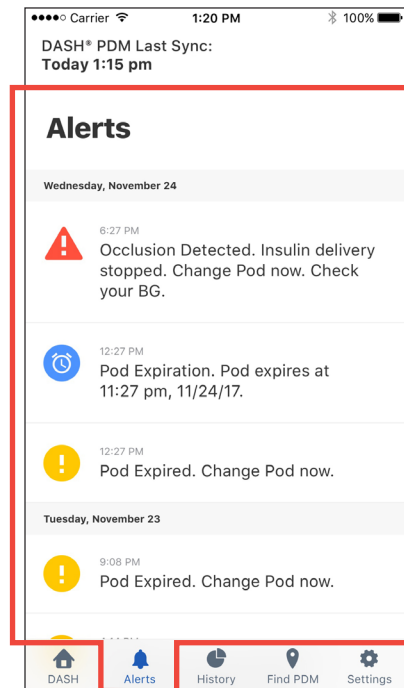 Carrier 1:20 PM 100%
DASH® PDM Last Sync:
Today 1:15 pm
Alerts
Wednesday, November 24
6:27 PM
Occlusion Detected. Insulin delivery
stopped. Change Pod now. Check
your BG.
12:27 PM
Pod Expiration. Pod expires at
11:27 pm, 11/24/17.
12:27 PM
Pod Expired. Change Pod now.
Tuesday, November 23
9:08 PM
Pod Expired. Change Pod now.
DASH Alerts History Find PDM Settings